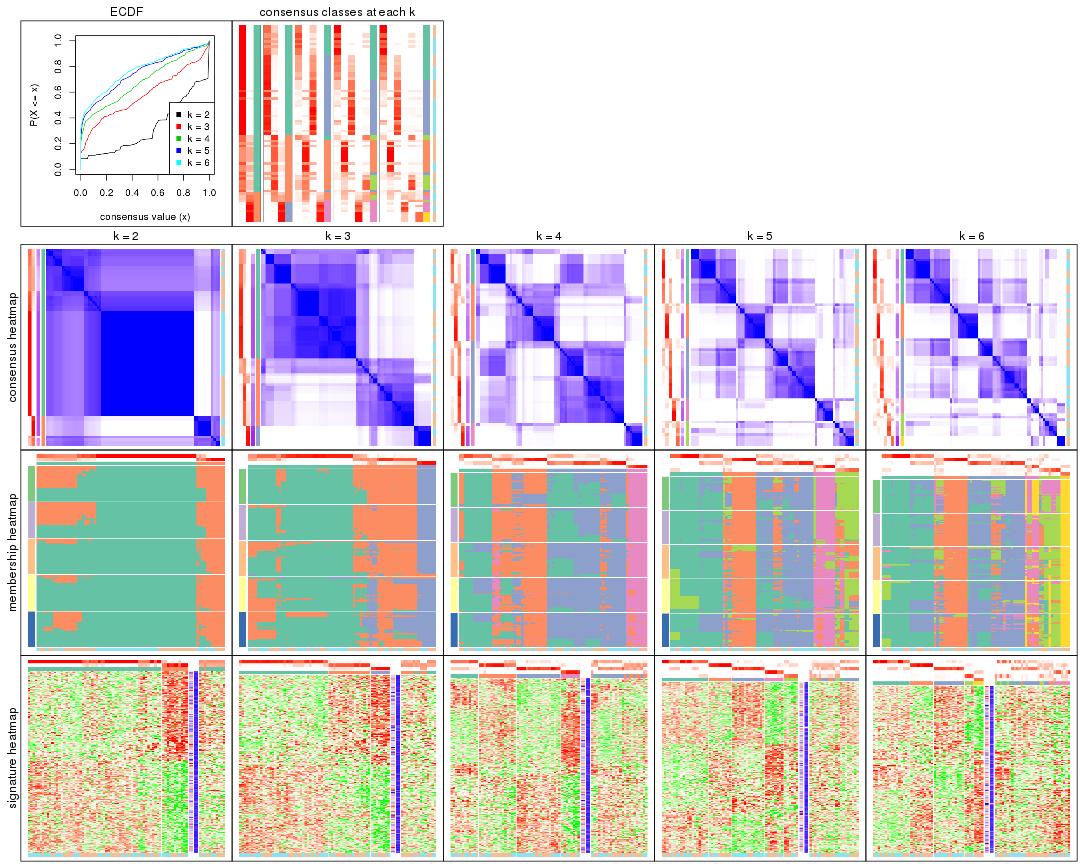 ECDF
consensus classes at each k
P(X <= x)
0.0 0.2 0.4 0.6 0.8 1.0
k = 2
k = 3
k = 4
k = 5
k = 6
0.0 0.2 0.4 0.6 0.8 1.0
consensus value (x)
k = 2 k = 3 k = 4 k = 5 k = 6
consensus heatmap
membership heatmap
signature heatmap